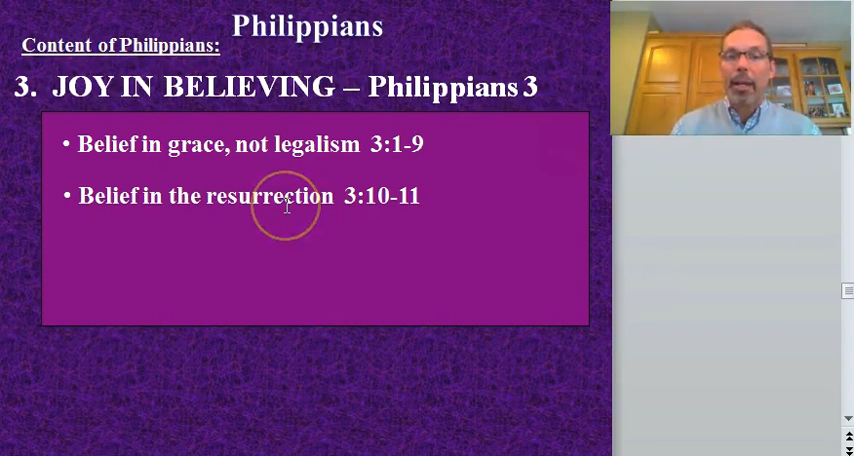 Philippians
Content of Philippians:
3. JOY IN BELIEVING – Philippians 3
• Belief in grace, not legalism 3:1-9
• Belief in the resurrection 3:10-11